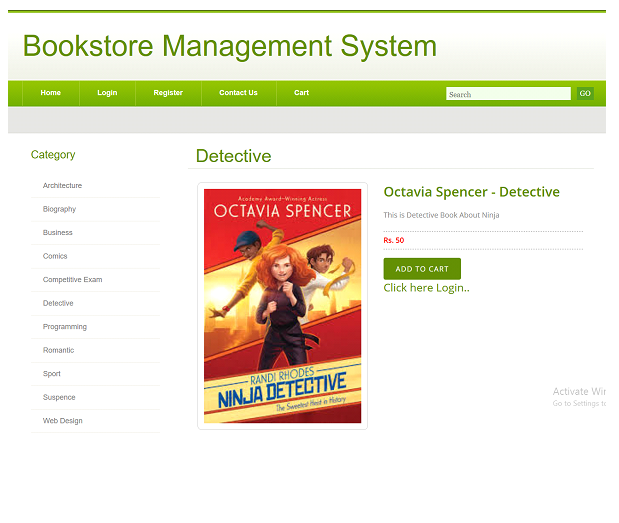 Bookstore Management System
Home Login Register Contact Us Cart
Search GO
Category
Architecture
Biography
Business
Comics
Competitive Exam
Detective
Programming
Romantic
Sport
Suspence
Web Design
Detective
Academy Award-Winning Actress
OCTAVIA SPENCER
RANDI RHODES
NINJA DETECTIVE
The Sweetest Heist in History
Octavia Spencer - Detective
This is Detective Book About Ninja
Rs. 50
ADD TO CART
Click here Login..
Activate Wi
Go to Settings to